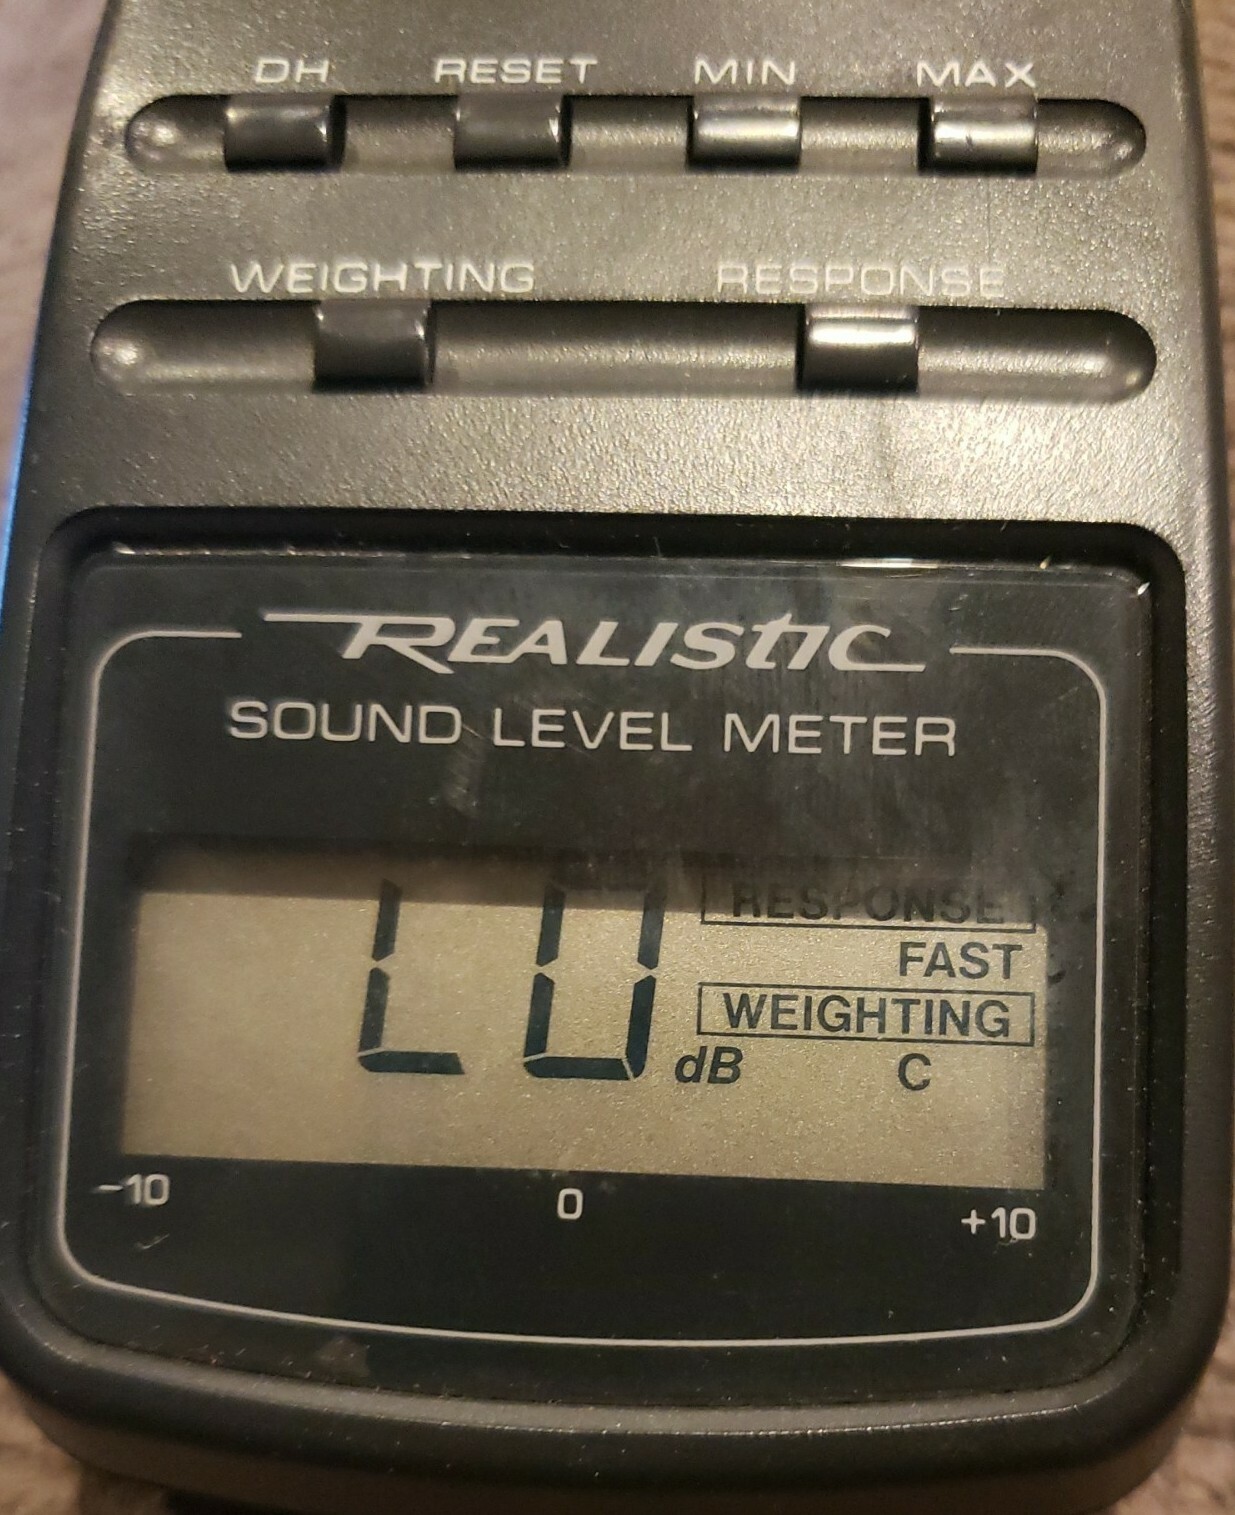 DH RESET MIN MAX
WEIGHTING RESPONSE
REALISTIC
SOUND LEVEL METER
RESPONSE
FAST
WEIGHTING
LO dB C
-10 0 +10